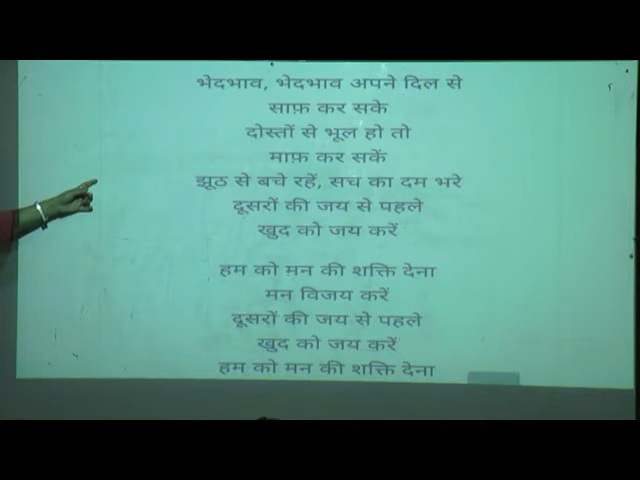 भेदभाव, भेदभाव अपने दिल से
साफ़ कर सके
दोस्तों से भूल हो तो
माफ़ कर सकें
झूठ से बचे रहें, सच का दम भरे
दूसरों की जय से पहले
खुद को जय करें
हम को मन की शक्ति देना
मन विजय करें
दूसरों की जय से पहले
खुद को जय करें
हम को मन की शक्ति देना